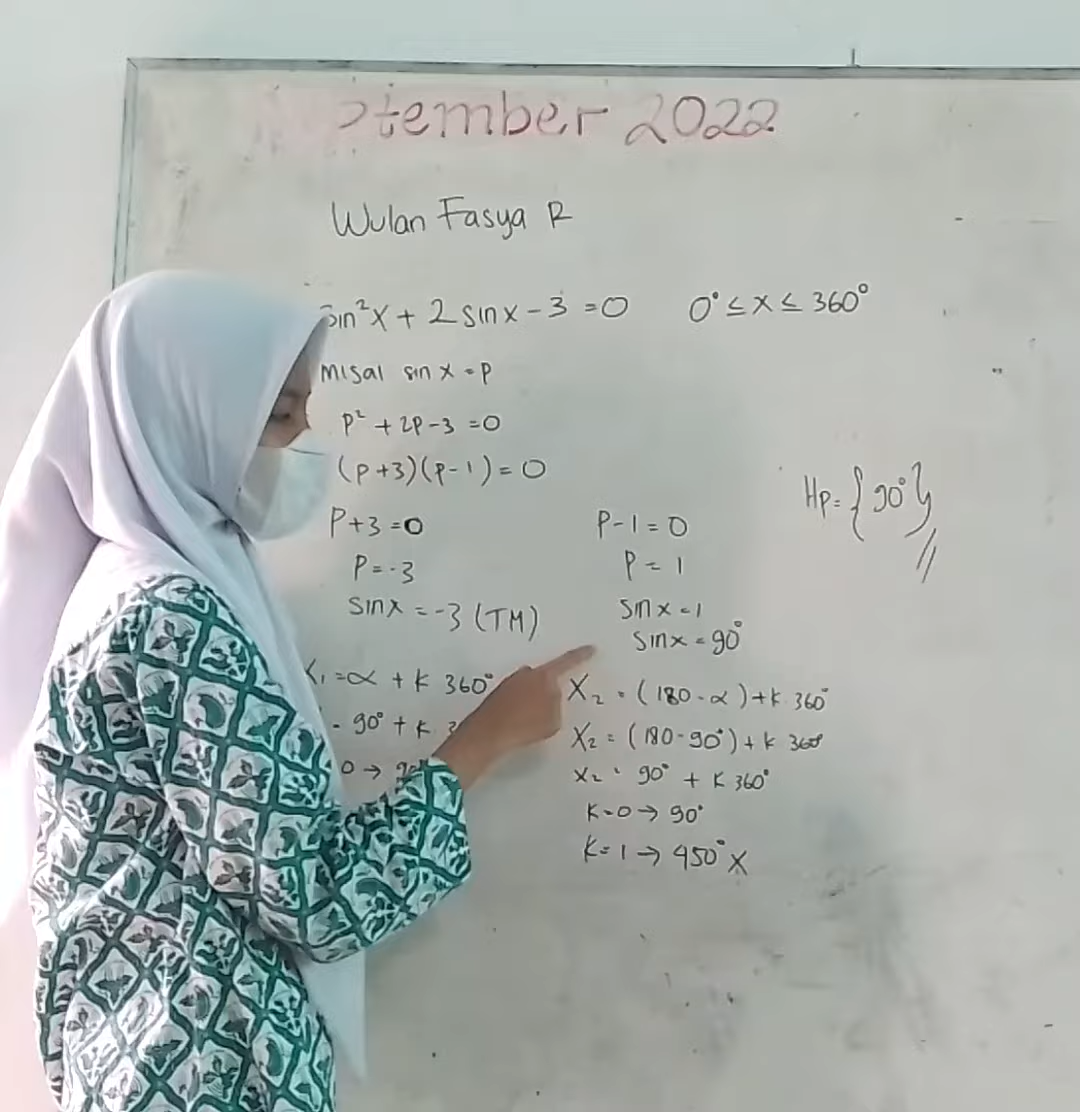 ptember 2022
Wulan Fasya R
Sin²x + 2 sin x - 3 = 0 0° ≤ x ≤ 360°
misal sin x = p
p² + 2p - 3 = 0
(p+3)(p-1) = 0
p+3 = 0 p-1 = 0
p = -3 p = 1
sin x = -3 (TM) sin x = 1
sin x = 90°
Hp = {90°}
x₁ = α + k 360°
= 90° + k
0 →
x₂ = (180-α) + k 360°
x₂ = (180-90°) + k 360°
x₂ = 90° + k 360°
k=0 → 90°
k=1 → 450° X